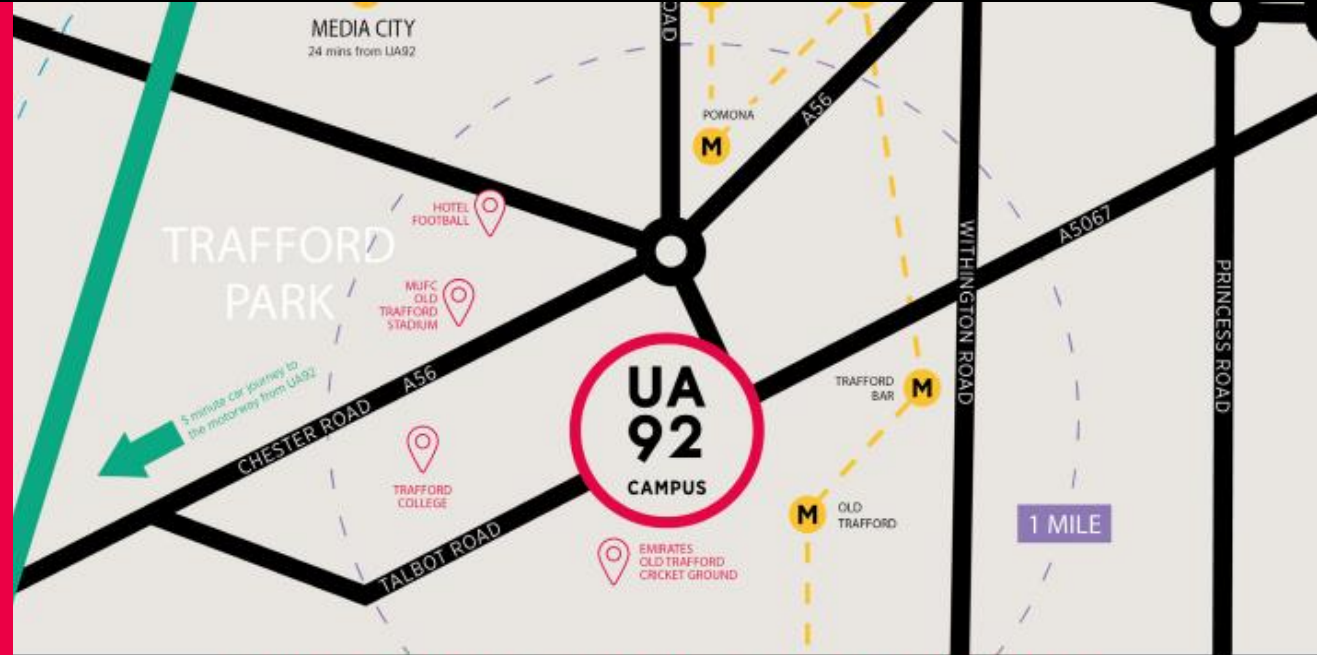 MEDIA CITY
24 mins from UA92
OAD
POMONA
M
A56
HOTEL
FOOTBALL
TRAFFORD
PARK
MUFC
OLD
TRAFFORD
STADIUM
WITHINGTON ROAD
A5067
PRINCESS ROAD
5 minute car journey to
the motorway from UA92
CHESTER ROAD
A56
UA
92
CAMPUS
TRAFFORD
BAR
M
TRAFFORD
COLLEGE
M
OLD
TRAFFORD
1 MILE
TALBOT ROAD
EMIRATES
OLD TRAFFORD
CRICKET GROUND